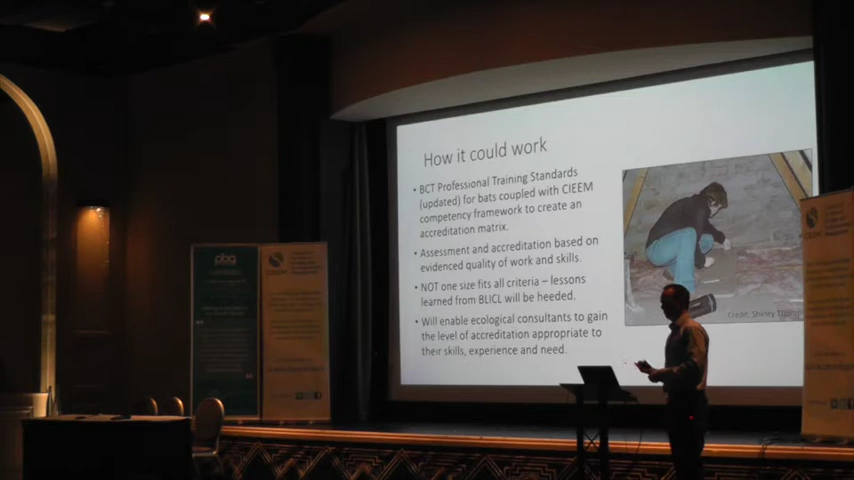 How it could work
• BCT Professional Training Standards
(updated) for bats coupled with CIEEM
competency framework to create an
accreditation matrix.
• Assessment and accreditation based on
evidenced quality of work and skills.
• NOT one size fits all criteria – lessons
learned from BLICL will be heeded.
• Will enable ecological consultants to gain
the level of accreditation appropriate to
their skills, experience and need.
Credit: Shirley
pbg